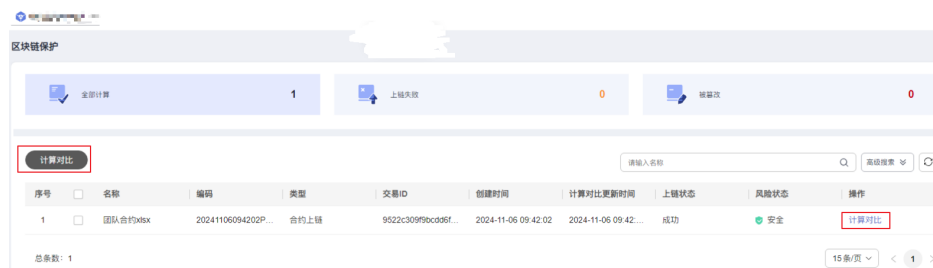 区块链保护
全部计算 1 上链失败 0 被篡改 0
计算对比 请输入名称 高级搜索
序号 名称 编码 类型 交易ID 创建时间 计算对比更新时间 上链状态 风险状态 操作
1 团队合约xlsx 20241106094202P... 合约上链 9522c309f9bcdd6f... 2024-11-06 09:42:02 2024-11-06 09:42:... 成功 安全 计算对比
总条数: 1 15条/页 1